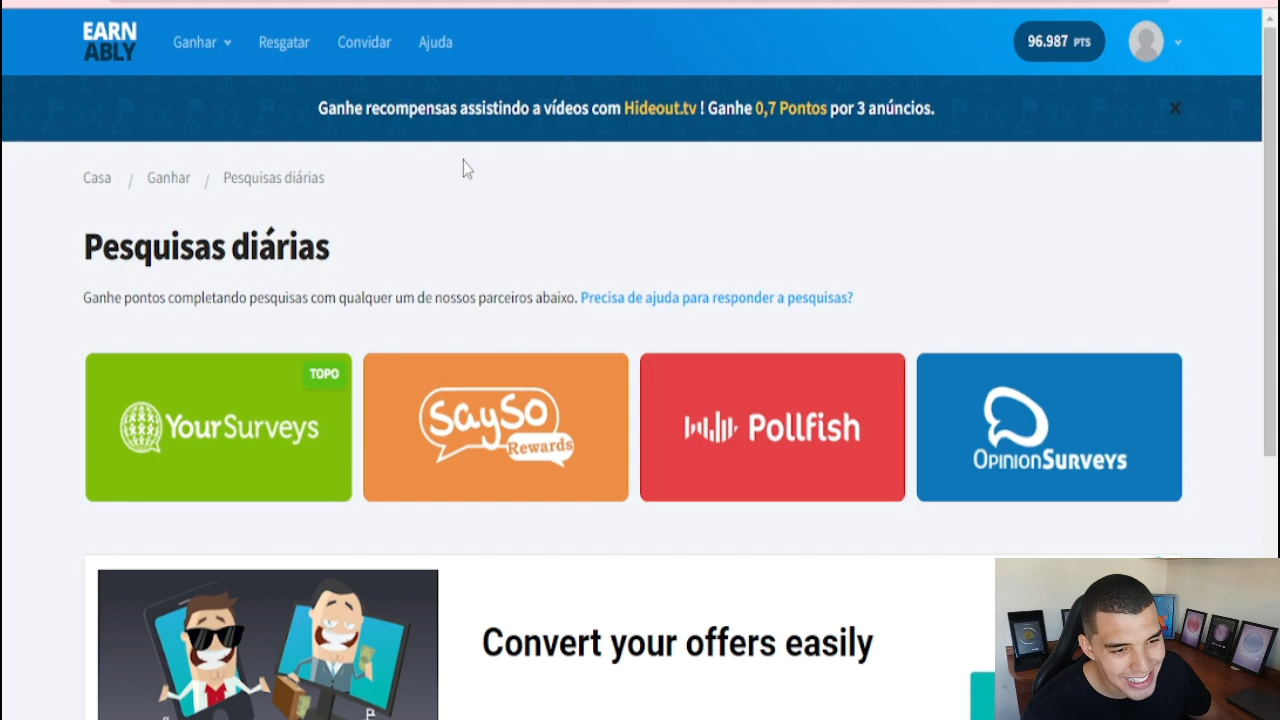 EARN
ABLY
Ganhar
Resgatar
Convidar
Ajuda
96.987 PTS
Ganhe recompensas assistindo a vídeos com Hideout.tv ! Ganhe 0,7 Pontos por 3 anúncios.
Casa / Ganhar / Pesquisas diárias
Pesquisas diárias
Ganhe pontos completando pesquisas com qualquer um de nossos parceiros abaixo. Precisa de ajuda para responder a pesquisas?
TOPO
YourSurveys
SaySo
Rewards
Pollfish
OPINIONSURVEYS
Convert your offers easily